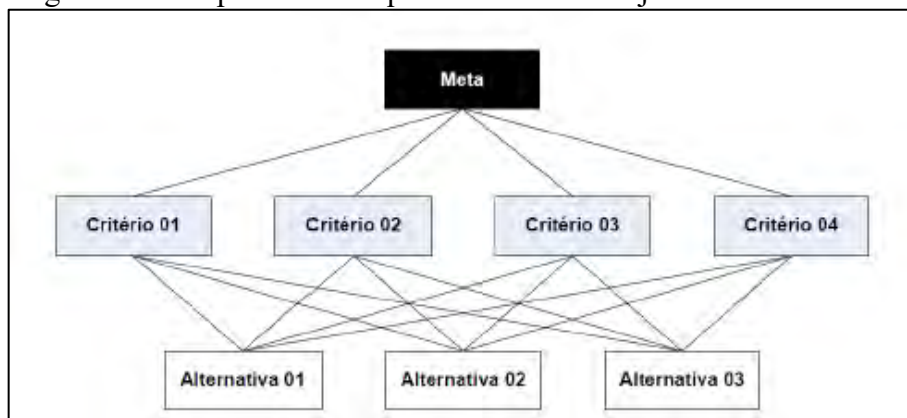 Meta
Critério 01 Critério 02 Critério 03 Critério 04
Alternativa 01 Alternativa 02 Alternativa 03